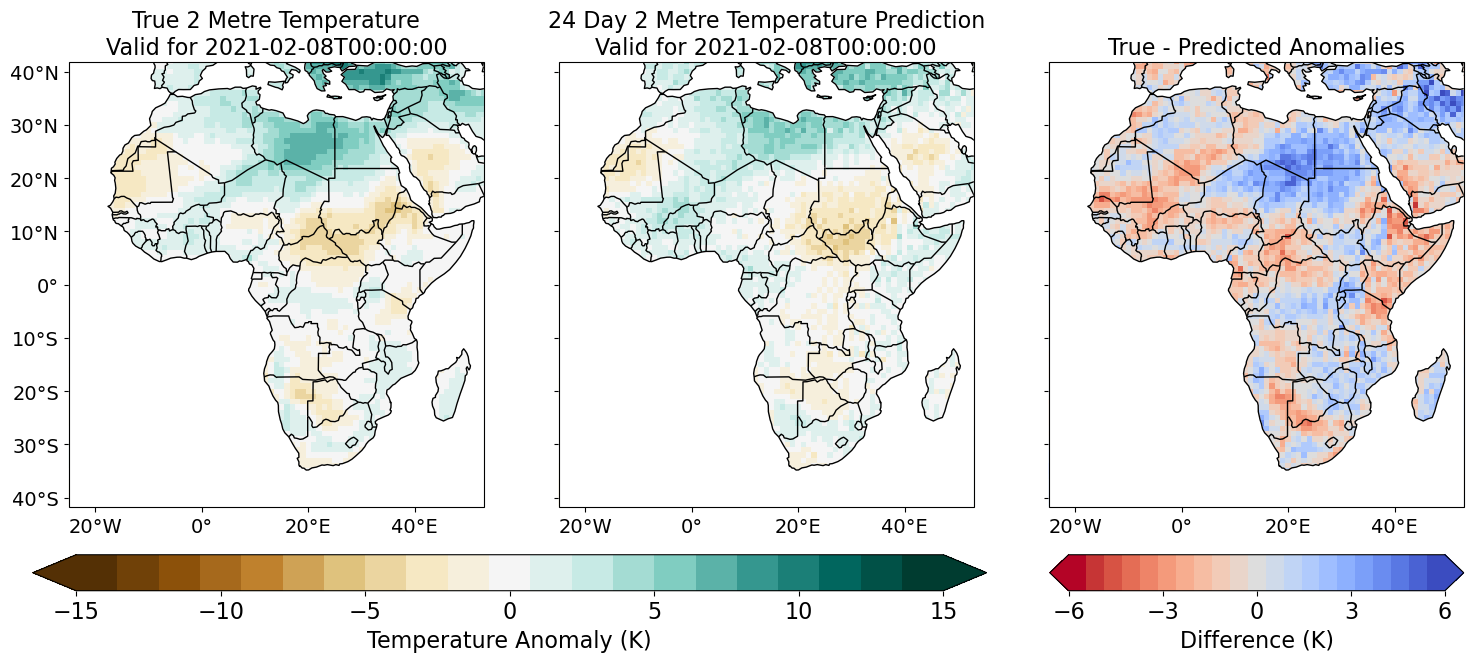 True 2 Metre Temperature
Valid for 2021-02-08T00:00:00
24 Day 2 Metre Temperature Prediction
Valid for 2021-02-08T00:00:00
True - Predicted Anomalies
40°N
30°N
20°N
10°N
0°
10°S
20°S
30°S
40°S
20°W 0° 20°E 40°E
20°W 0° 20°E 40°E
20°W 0° 20°E 40°E
−15 −10 −5 0 5 10 15
Temperature Anomaly (K)
−6 −3 0 3 6
Difference (K)